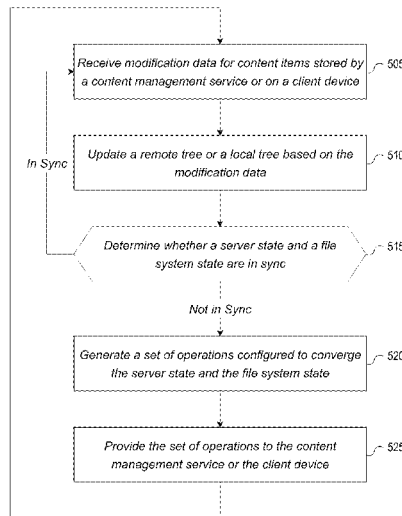 Receive modification data for content items stored by
a content management service or on a client device
505
In Sync
Update a remote tree or a local tree based on the
modification data
510
Determine whether a server state and a file
system state are in sync
515
Not in Sync
Generate a set of operations configured to converge
the server state and the file system state
520
Provide the set of operations to the content
management service or the client device
525